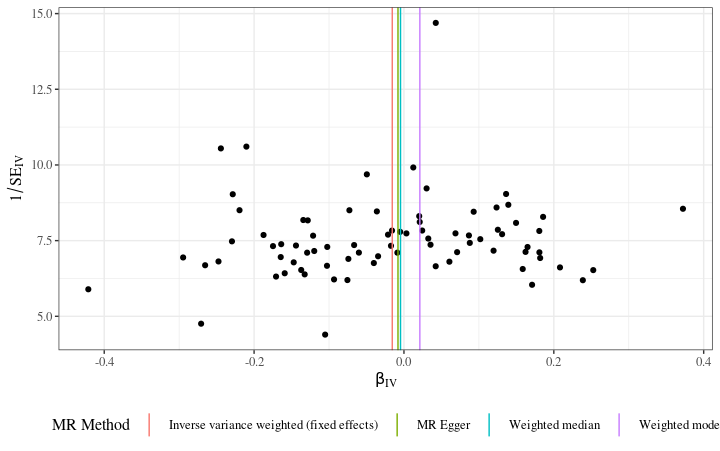 15.0
12.5
10.0
7.5
5.0
1/SE_IV
-0.4 -0.2 0.0 0.2 0.4
β_IV
MR Method Inverse variance weighted (fixed effects) MR Egger Weighted median Weighted mode